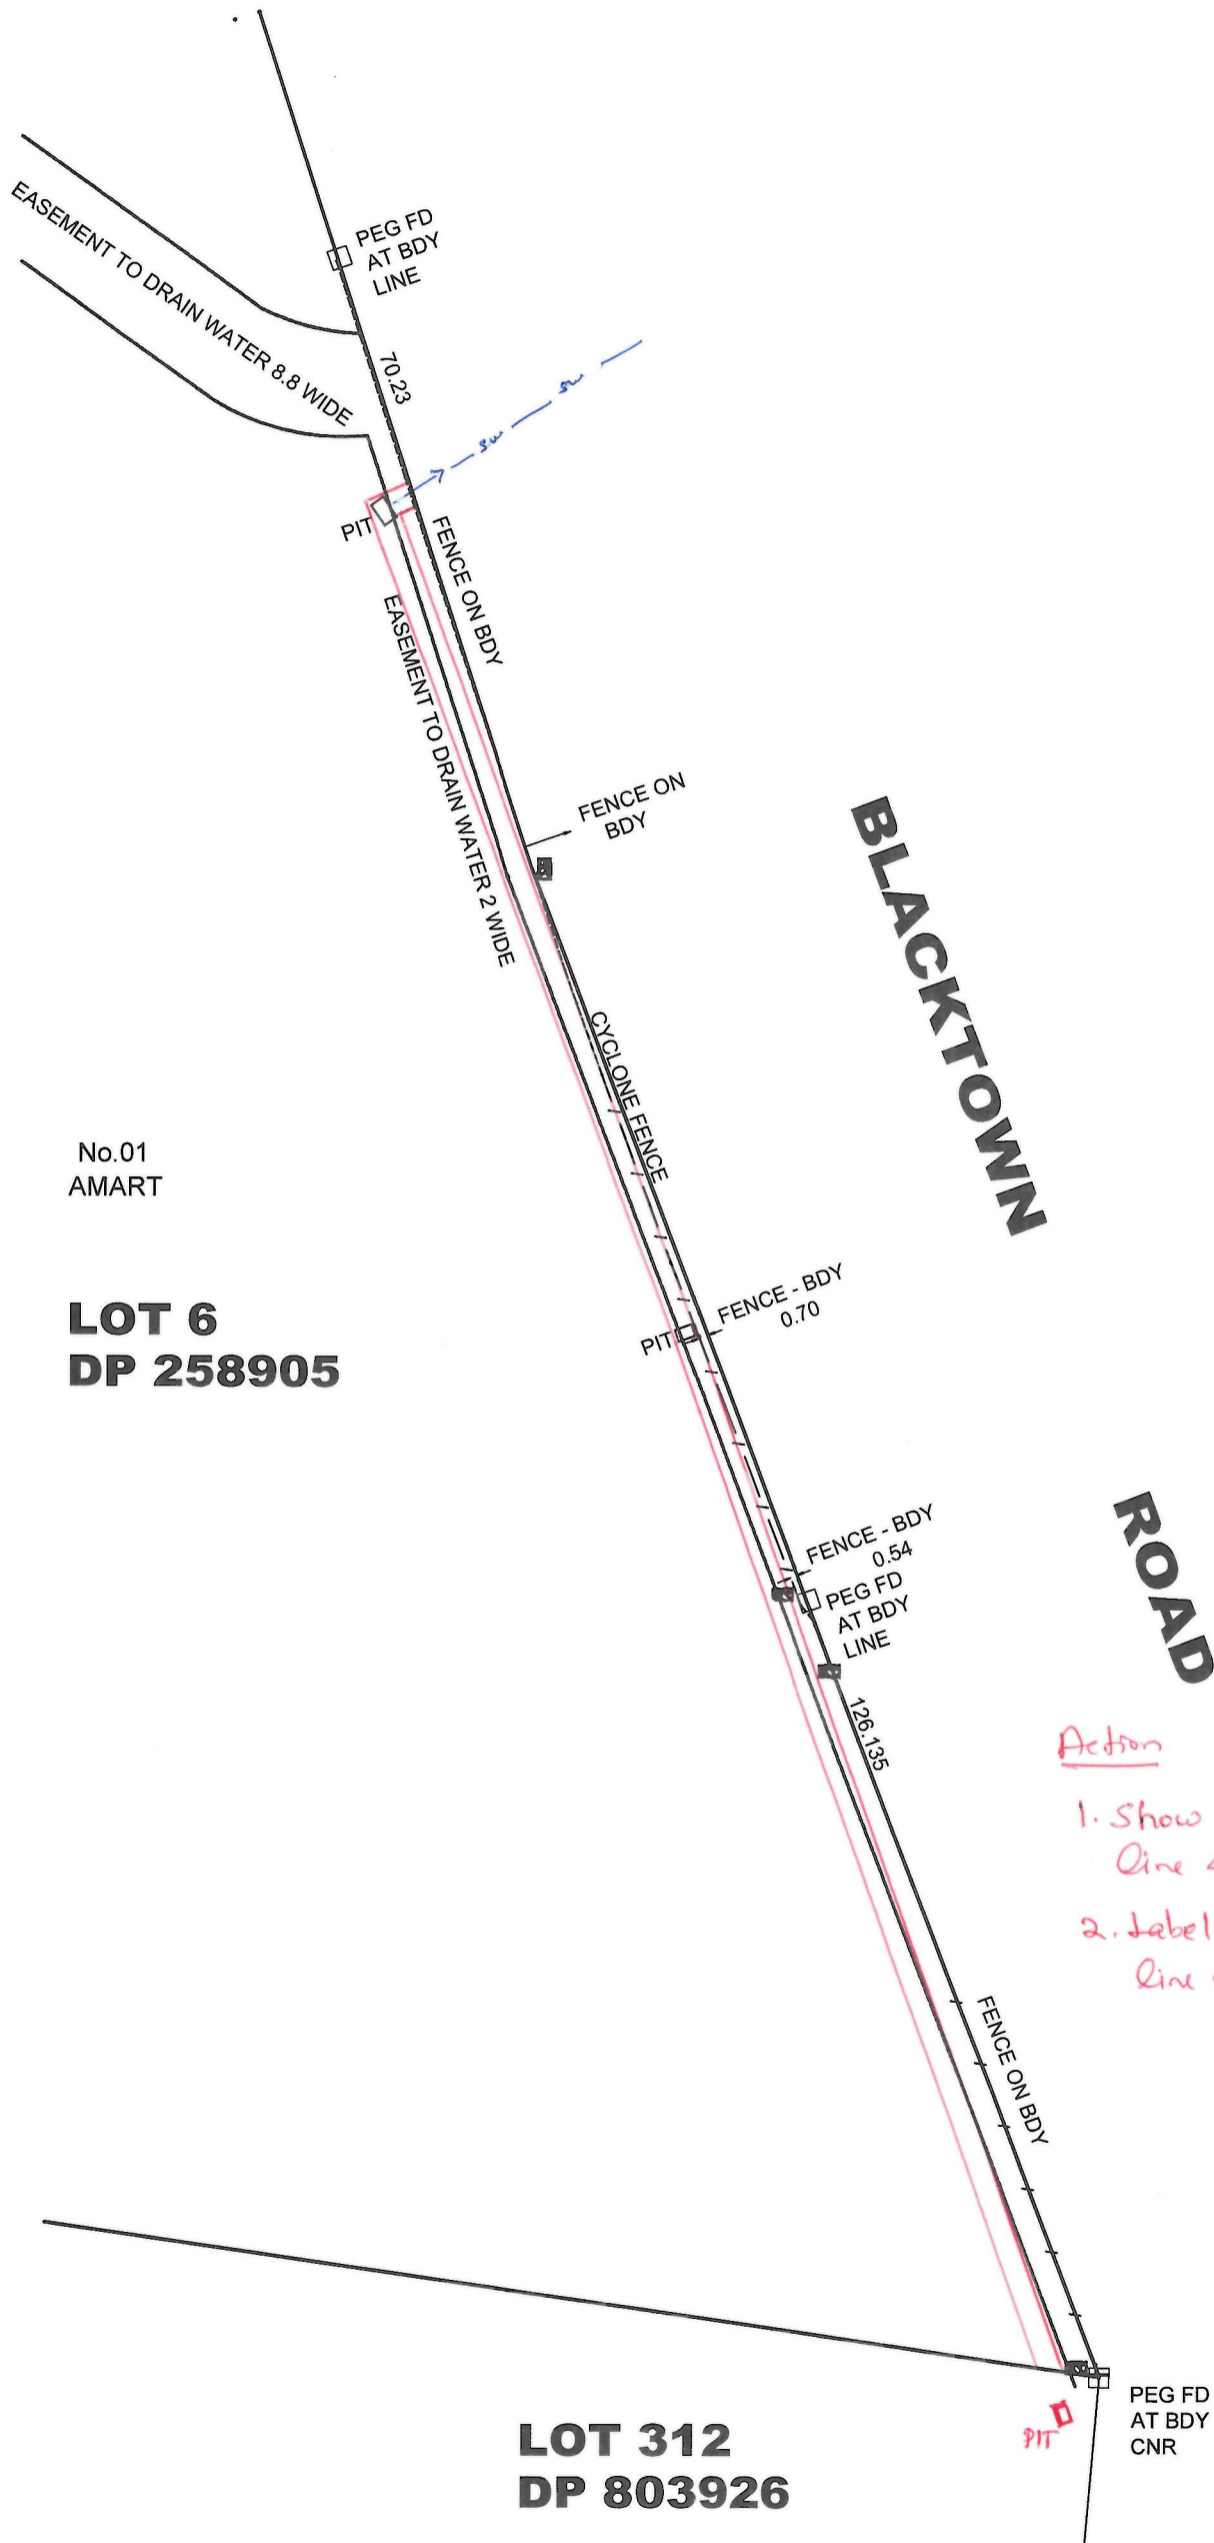 PEG FD
AT BDY
LINE
EASEMENT TO DRAIN WATER 8.8 WIDE
70.23
sw
sw
PIT
FENCE ON BDY
EASEMENT TO DRAIN WATER 2 WIDE
FENCE ON
BDY
BLACKTOWN
CYCLONE FENCE
No.01
AMART
LOT 6
DP 258905
FENCE - BDY
0.70
PIT
ROAD
FENCE - BDY
0.54
PEG FD
AT BDY
LINE
126.135
Action
1. Show
line
2. Label
line
FENCE ON BDY
PEG FD
AT BDY
CNR
PIT
LOT 312
DP 803926